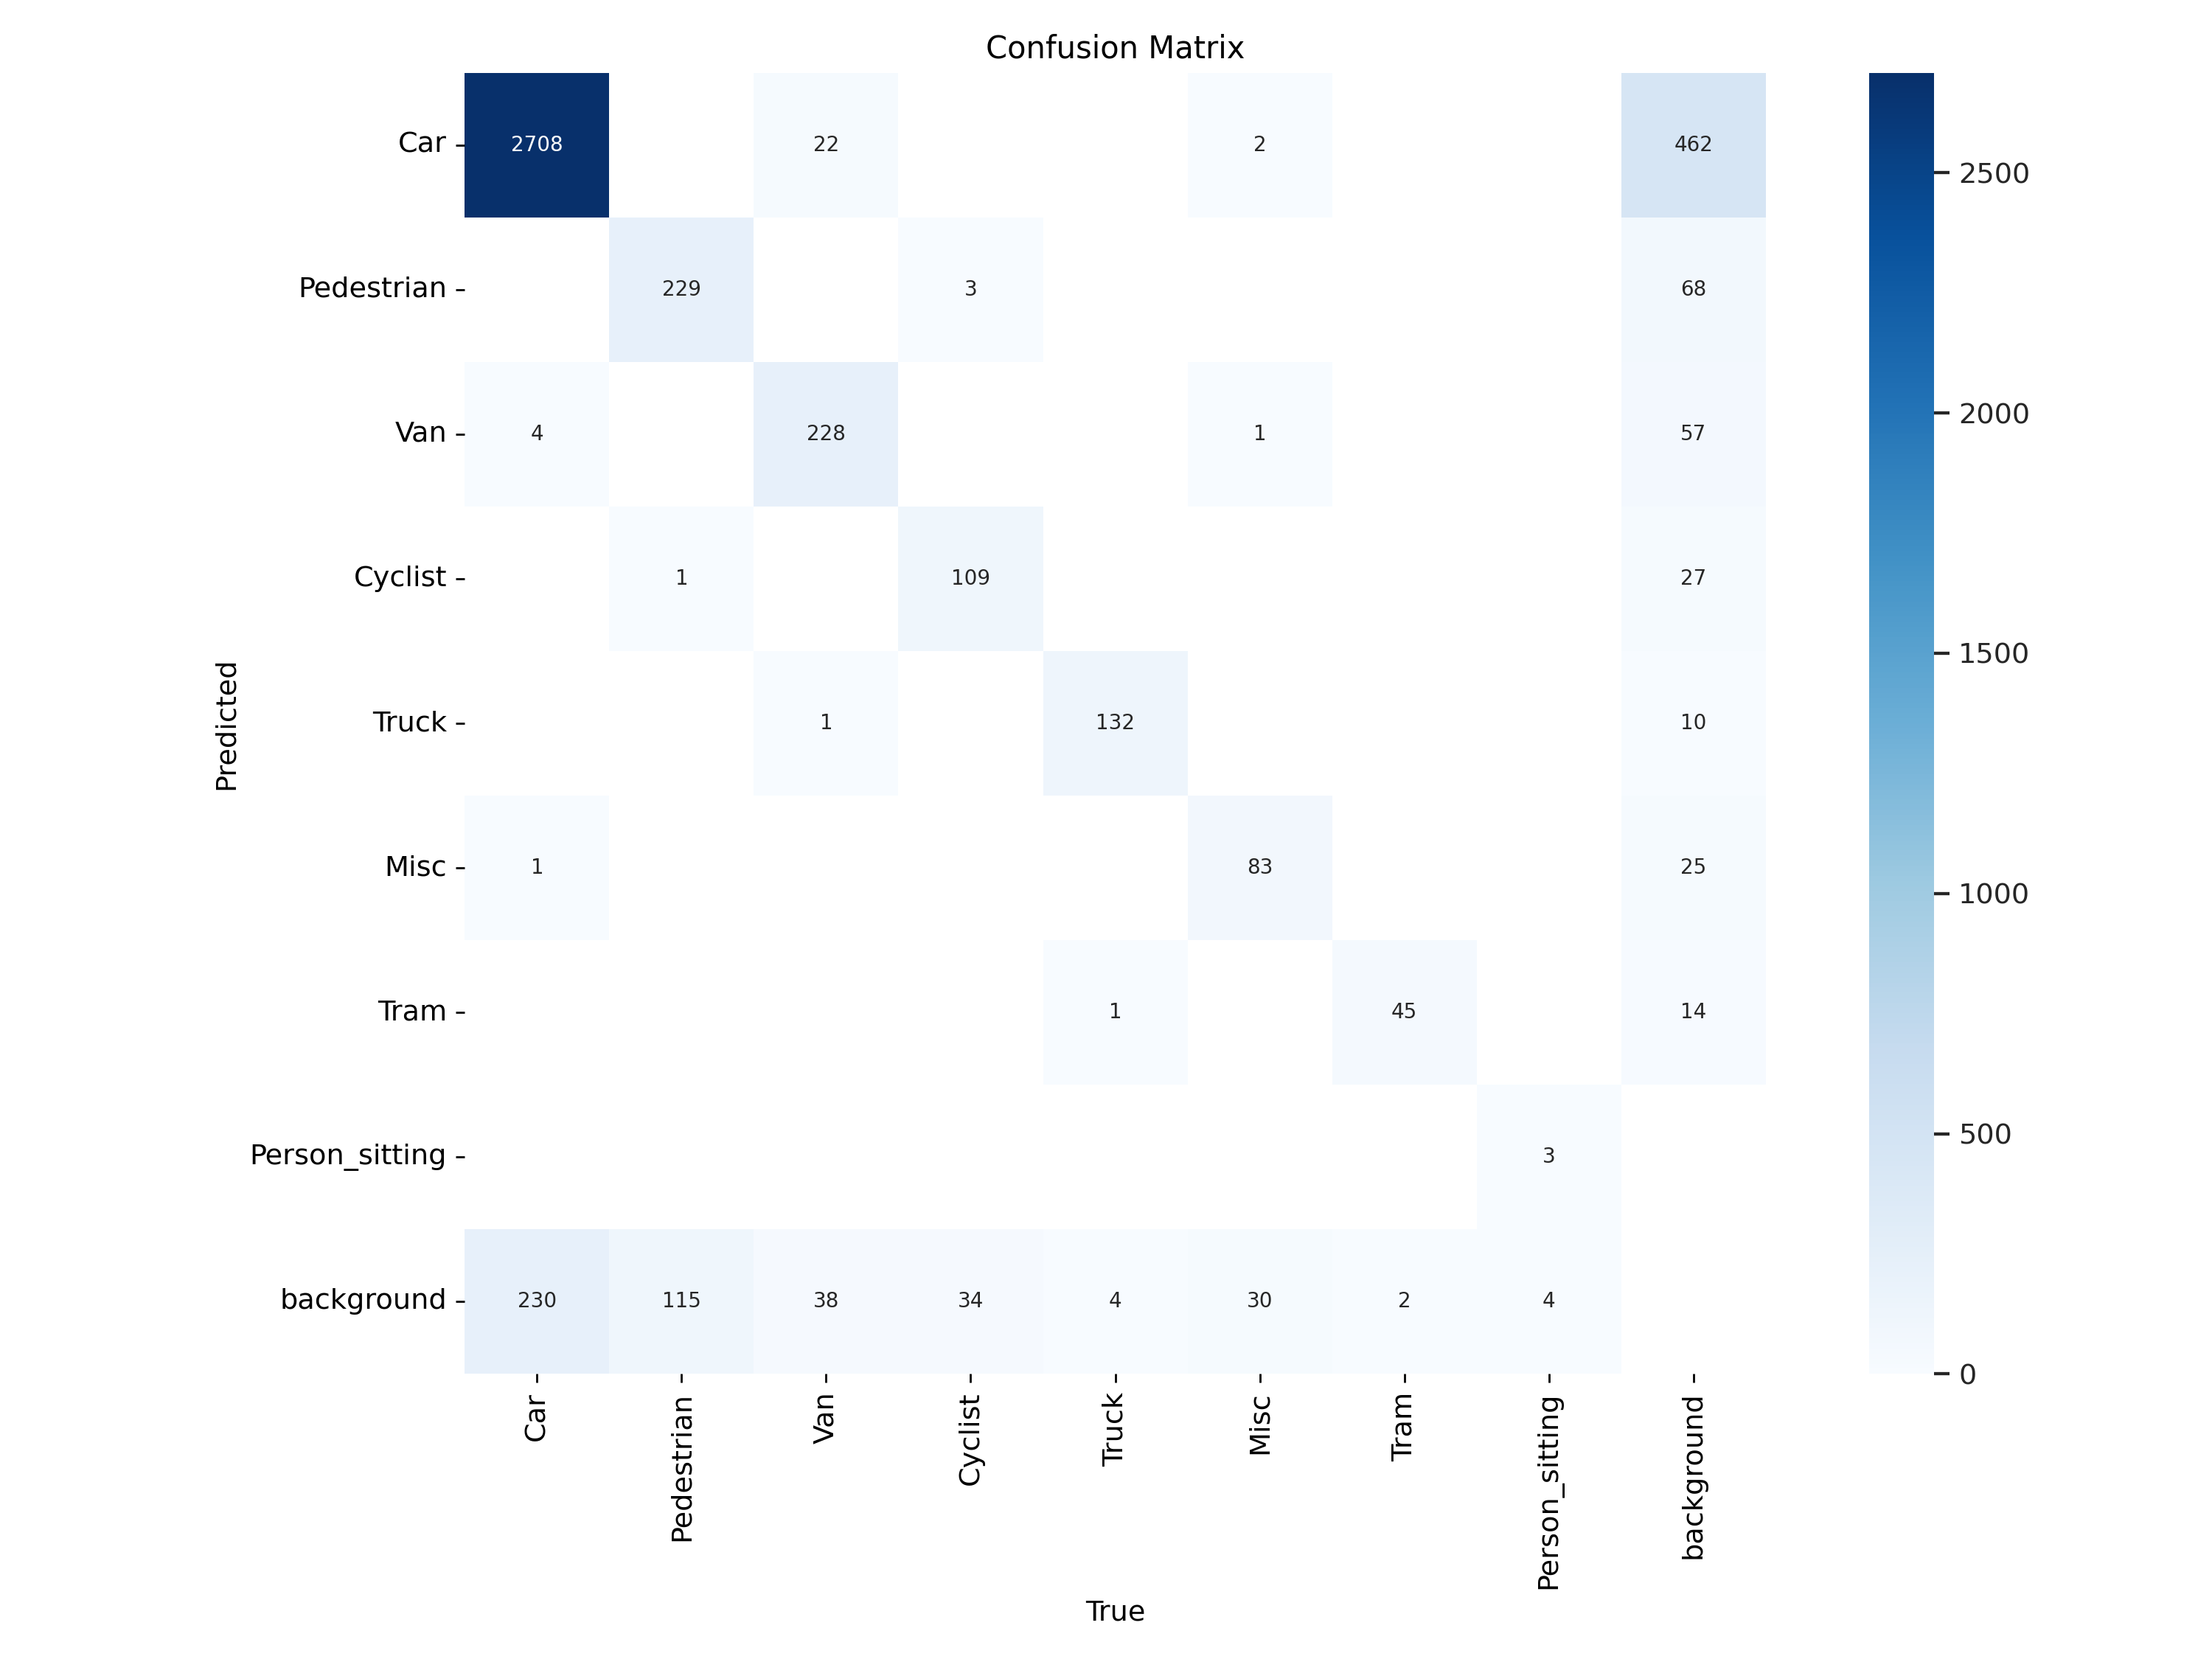 Confusion Matrix
Car 2708 22 2 462
Pedestrian 229 3 68
Van 4 228 1 57
Cyclist 1 109 27
Truck 1 132 10
Misc 1 83 25
Tram 1 45 14
Person_sitting 3
background 230 115 38 34 4 30 2 4
Predicted
Car Pedestrian Van Cyclist Truck Misc Tram Person_sitting background
True
2500
2000
1500
1000
500
0